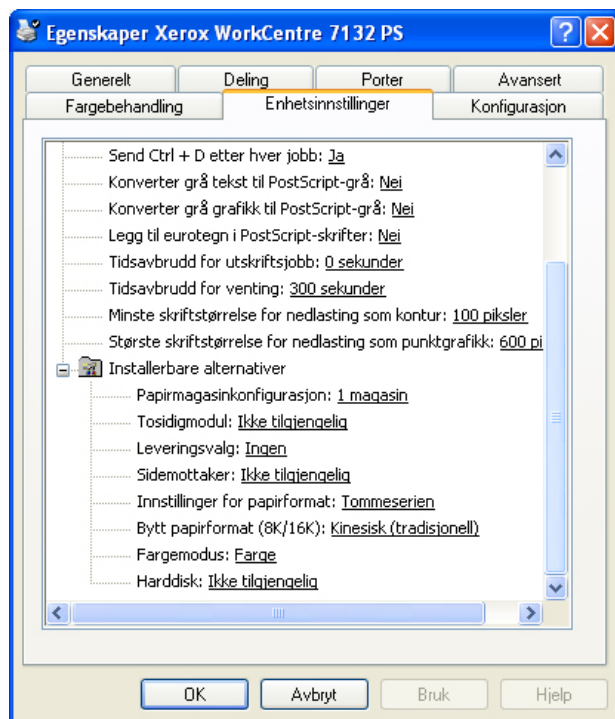 Egenskaper Xerox WorkCentre 7132 PS
Generelt Deling Porter Avansert
Fargebehandling Enhetsinnstillinger Konfigurasjon
Send Ctrl + D etter hver jobb: Ja
Konverter grå tekst til PostScript-grå: Nei
Konverter grå grafikk til PostScript-grå: Nei
Legg til eurotegn i PostScript-skrifter: Nei
Tidsavbrudd for utskriftsjobb: 0 sekunder
Tidsavbrudd for venting: 300 sekunder
Minste skriftstørrelse for nedlasting som kontur: 100 piksler
Største skriftstørrelse for nedlasting som punktgrafikk: 600 pi
Installerbare alternativer
Papirmagasinkonfigurasjon: 1 magasin
Tosidigmodul: Ikke tilgjengelig
Leveringsvalg: Ingen
Sidemottaker: Ikke tilgjengelig
Innstillinger for papirformat: Tommeserien
Bytt papirformat (8K/16K): Kinesisk (tradisjonell)
Fargemodus: Farge
Harddisk: Ikke tilgjengelig
OK Avbryt Bruk Hjelp